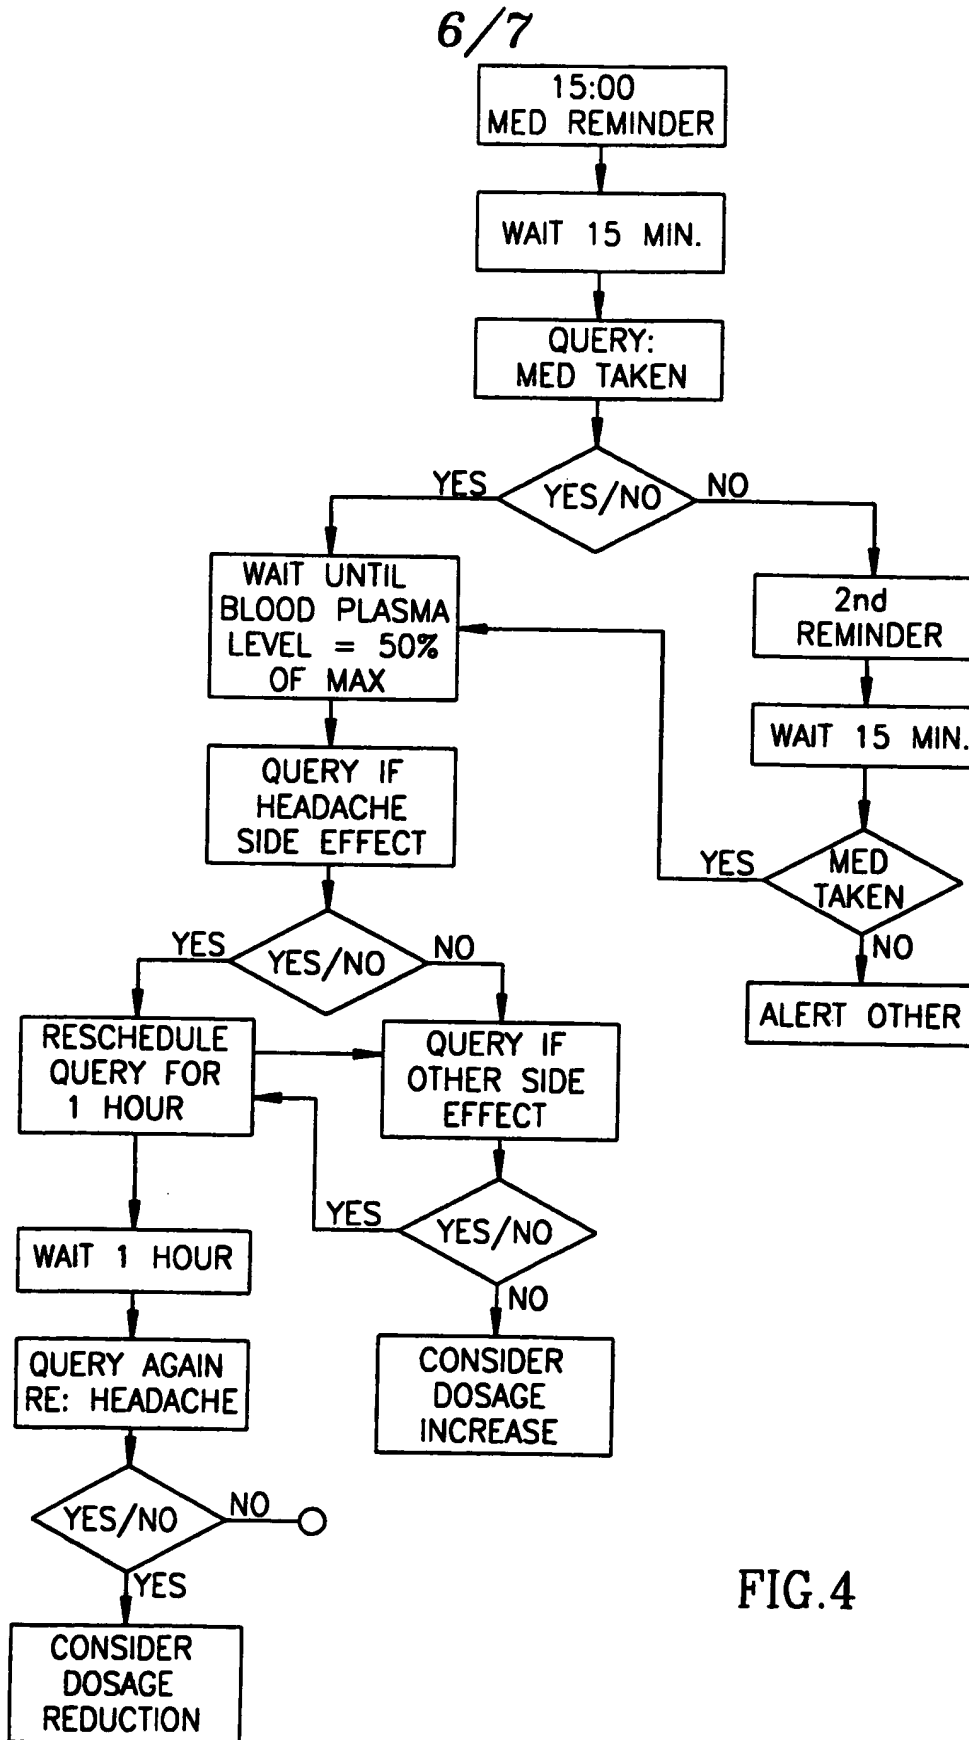 6/7
15:00
MED REMINDER
WAIT 15 MIN.
QUERY:
MED TAKEN
YES/NO
YES
NO
WAIT UNTIL
BLOOD PLASMA
LEVEL = 50%
OF MAX
2nd
REMINDER
WAIT 15 MIN.
QUERY IF
HEADACHE
SIDE EFFECT
MED
TAKEN
YES
NO
ALERT OTHER
YES/NO
YES
NO
RESCHEDULE
QUERY FOR
1 HOUR
QUERY IF
OTHER SIDE
EFFECT
YES/NO
YES
NO
WAIT 1 HOUR
CONSIDER
DOSAGE
INCREASE
QUERY AGAIN
RE: HEADACHE
YES/NO
NO
YES
CONSIDER
DOSAGE
REDUCTION
FIG.4